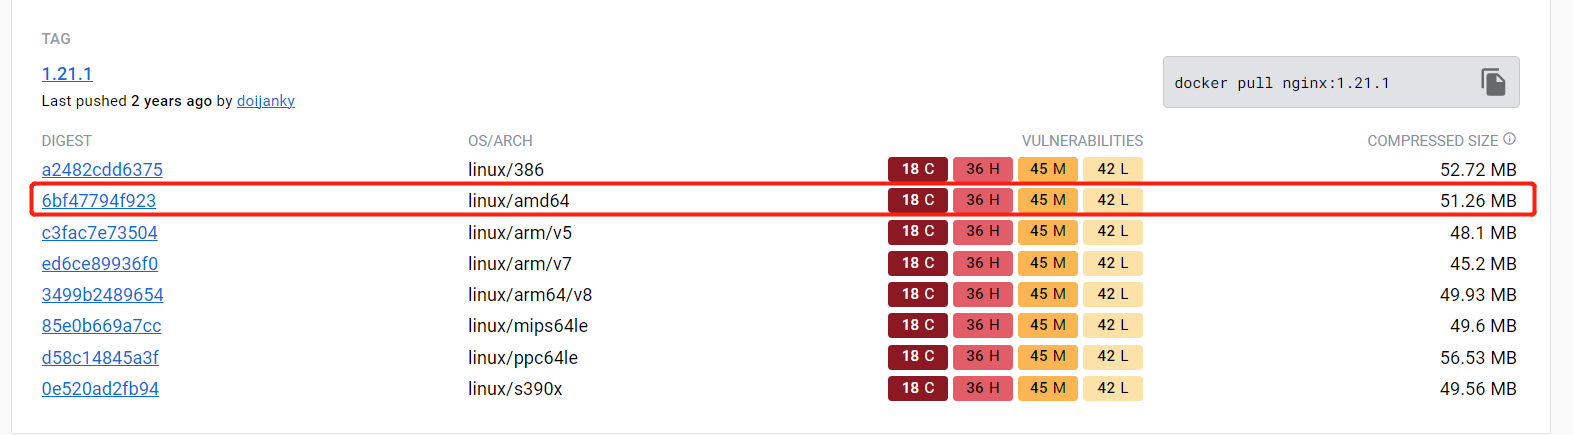 TAG
1.21.1
Last pushed 2 years ago by doijanky
docker pull nginx:1.21.1
DIGEST OS/ARCH VULNERABILITIES COMPRESSED SIZE
a2482cdd6375 linux/386 18 C 36 H 45 M 42 L 52.72 MB
6bf47794f923 linux/amd64 18 C 36 H 45 M 42 L 51.26 MB
c3fac7e73504 linux/arm/v5 18 C 36 H 45 M 42 L 48.1 MB
ed6ce89936f0 linux/arm/v7 18 C 36 H 45 M 42 L 45.2 MB
3499b2489654 linux/arm64/v8 18 C 36 H 45 M 42 L 49.93 MB
85e0b669a7cc linux/mips64le 18 C 36 H 45 M 42 L 49.6 MB
d58c14845a3f linux/ppc64le 18 C 36 H 45 M 42 L 56.53 MB
0e520ad2fb94 linux/s390x 18 C 36 H 45 M 42 L 49.56 MB